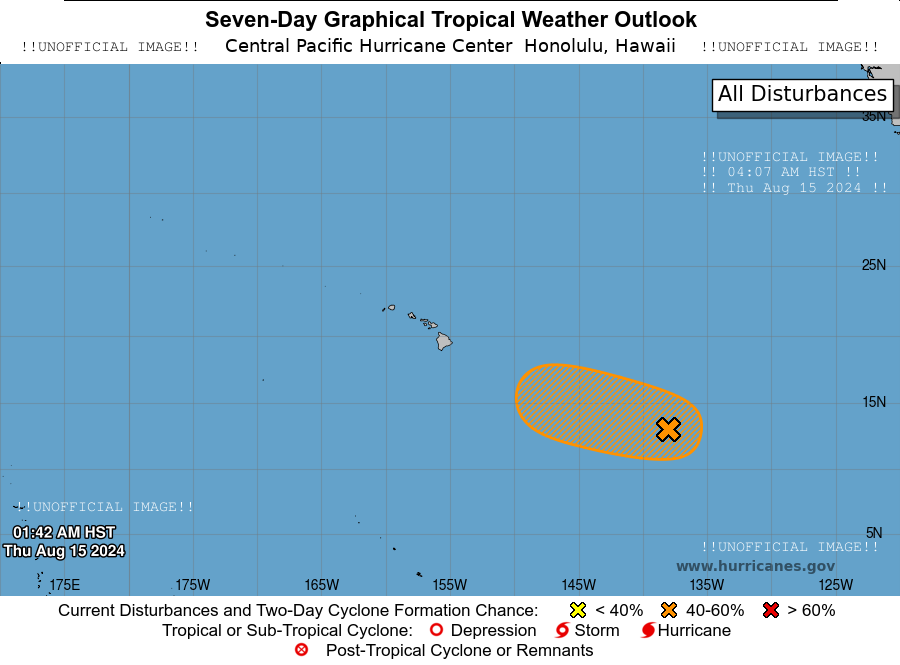 Seven-Day Graphical Tropical Weather Outlook
!!UNOFFICIAL IMAGE!! Central Pacific Hurricane Center Honolulu, Hawaii !!UNOFFICIAL IMAGE!!
All Disturbances
35N
!!UNOFFICIAL IMAGE!!
!! 04:07 AM HST !!
!! Thu Aug 15 2024 !!
25N
15N
!!UNOFFICIAL IMAGE!!
01:42 AM HST
Thu Aug 15 2024
5N
!!UNOFFICIAL IMAGE!!
www.hurricanes.gov
175E 175W 165W 155W 145W 135W 125W
Current Disturbances and Two-Day Cyclone Formation Chance: < 40% 40-60% > 60%
Tropical or Sub-Tropical Cyclone: Depression Storm Hurricane
Post-Tropical Cyclone or Remnants